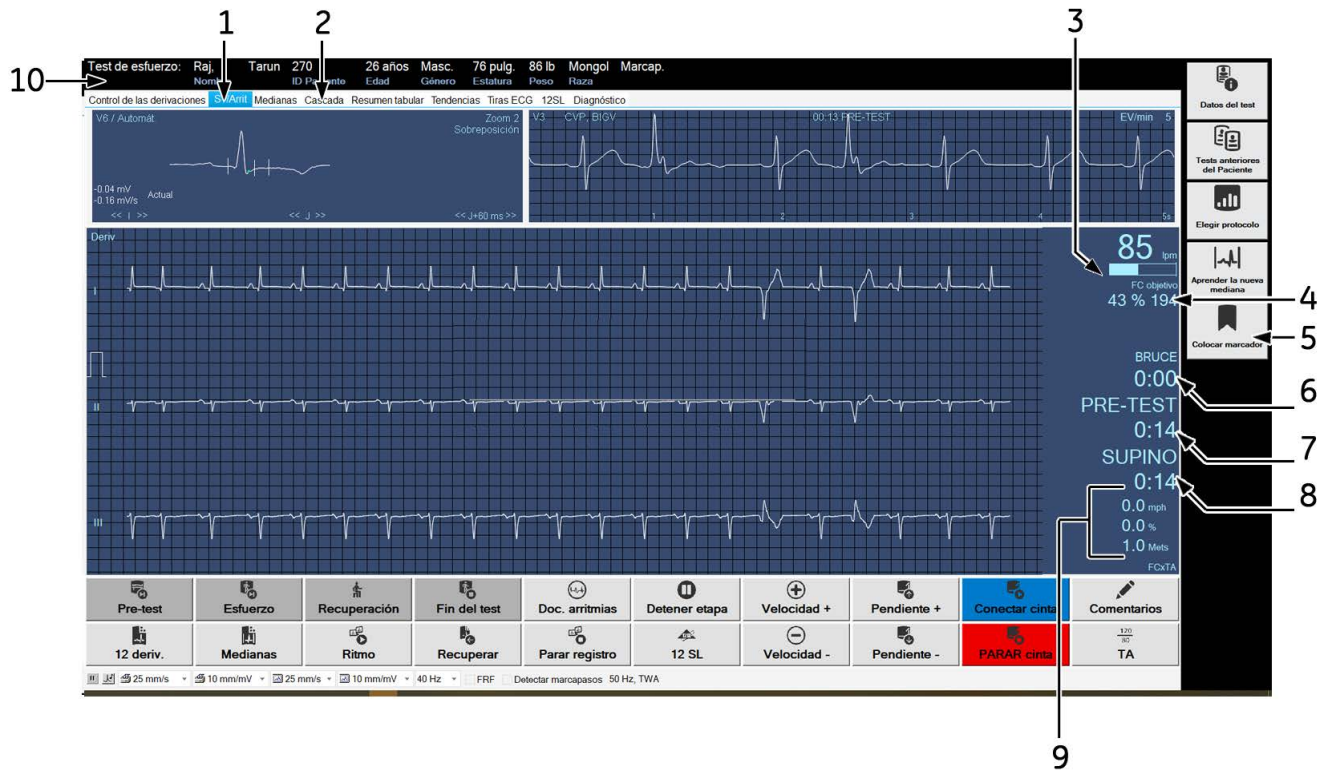 1
2
3
10
Test de esfuerzo: Raj, Tarun 270 26 años Masc. 76 pulg. 86 lb Mongol Marcap.
ID Edad Género Estatura Peso Raza
Control de las derivaciones ST/Arrit Medianas Cascada Resumen tabular Tendencias Tiras ECG 12SL Diagnóstico
V6 / Automát Zoom 2
Sobreposición
-0.04 mV
-0.16 mV/s
Actual
<< I >> << J >> << J+60 ms >>
V3 CVP, BIGV 00:13 PRE-TEST EV/min 5
1 2 3 4 5s
Datos del test
Tests anteriores
del Paciente
Elegir protocolo
Aprender la nueva
mediana
Colocar marcador
Deriv
I
II
III
85 lpm
FC objetivo
43 % 194
BRUCE
0:00
PRE-TEST
0:14
SUPINO
0:14
0.0 mph
0.0 %
1.0 Mets
FCxTA
4
5
6
7
8
9
Pre-test Esfuerzo Recuperación Fin del test Doc. arritmias Detener etapa Velocidad + Pendiente + Conectar cinta Comentarios
120
80
12 deriv. Medianas Ritmo Recuperar Parar registro 12 SL Velocidad - Pendiente - PARAR cinta TA
25 mm/s 10 mm/mV 25 mm/s 10 mm/mV 40 Hz FRF Detectar marcapasos 50 Hz, TWA